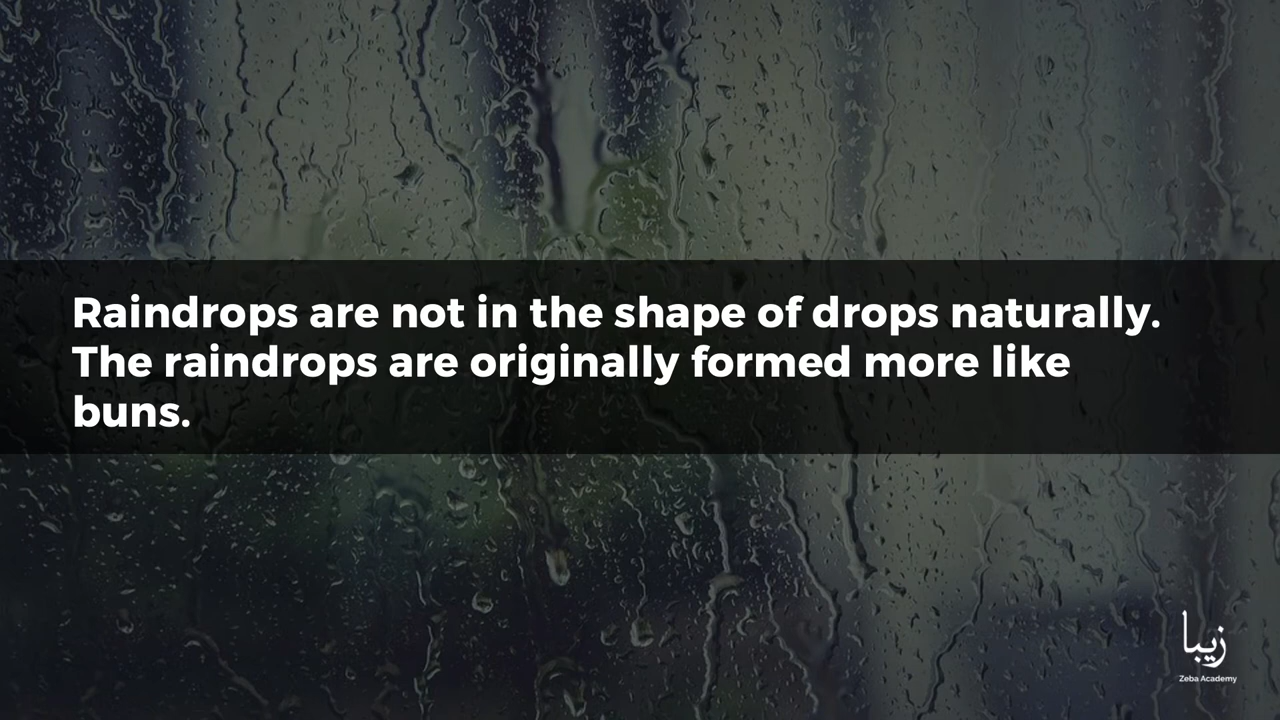 Raindrops are not in the shape of drops naturally.
The raindrops are originally formed more like
buns.
زیبا
Zeba Academy